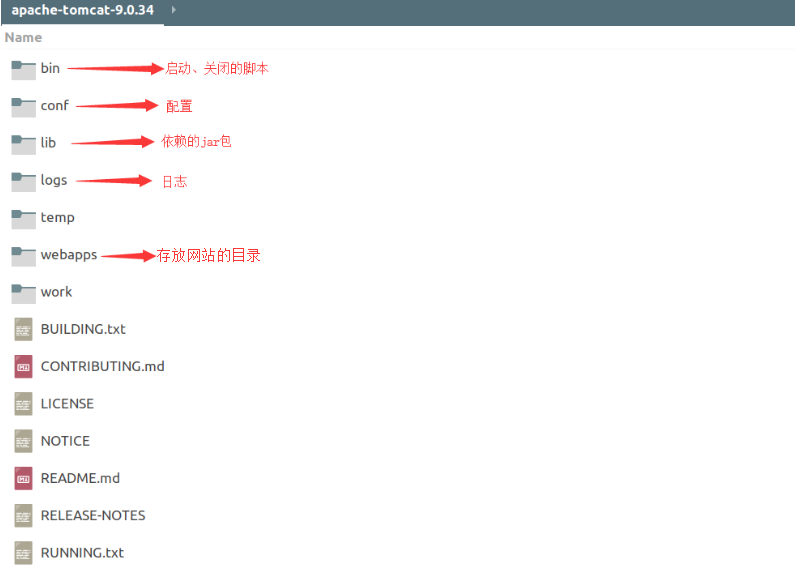 apache-tomcat-9.0.34
Name
bin 启动、关闭的脚本
conf 配置
lib 依赖的jar包
logs 日志
temp
webapps 存放网站的目录
work
BUILDING.txt
CONTRIBUTING.md
LICENSE
NOTICE
README.md
RELEASE-NOTES
RUNNING.txt